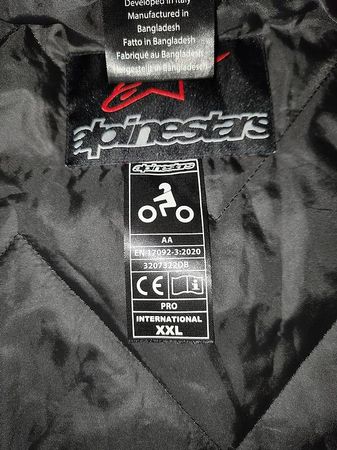 Developed in Italy
Manufactured in
Bangladesh
Fatto in Bangladesh
Fabriqué au Bangladesh
Hergestellt in Bangladesh
alpinestars
alpinestars
AA
EN 17092-3:2020
3207322DB
CE i
PRO
INTERNATIONAL
XXL